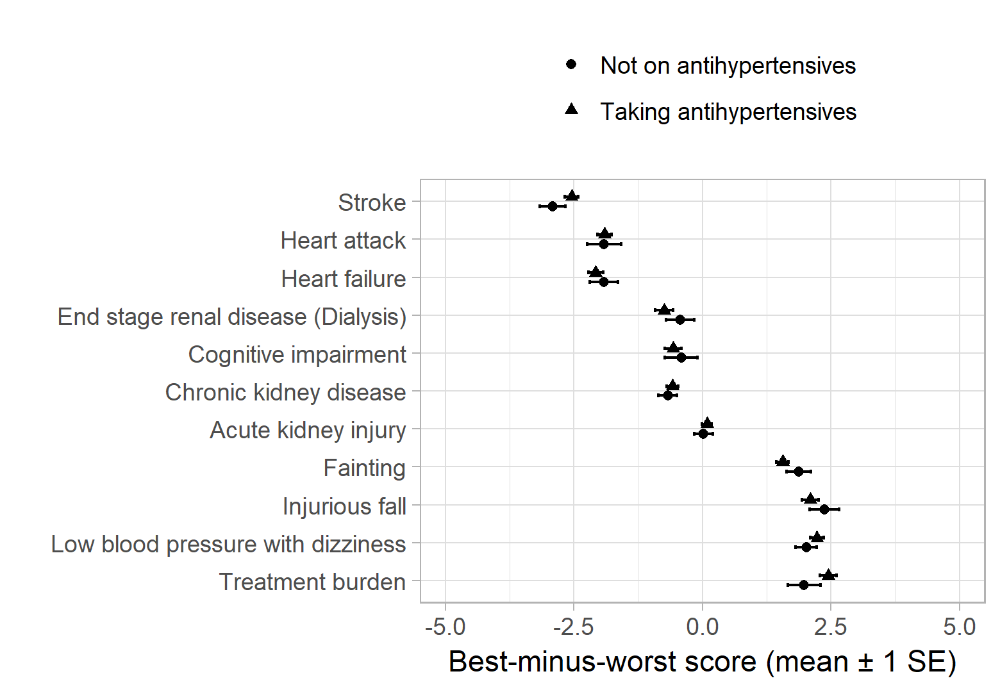 Not on antihypertensives
Taking antihypertensives
Stroke
Heart attack
Heart failure
End stage renal disease (Dialysis)
Cognitive impairment
Chronic kidney disease
Acute kidney injury
Fainting
Injurious fall
Low blood pressure with dizziness
Treatment burden
-5.0 -2.5 0.0 2.5 5.0
Best-minus-worst score (mean ± 1 SE)